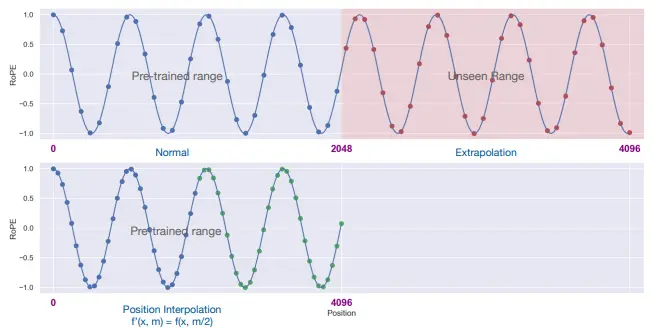 1.0
0.5
0.0
−0.5
−1.0
RoPE
Pre-trained range
Unseen Range
0
2048
4096
Normal
Extrapolation
1.0
0.5
0.0
−0.5
−1.0
RoPE
Pre-trained range
0
4096
Position
Position Interpolation
f'(x, m) = f(x, m/2)